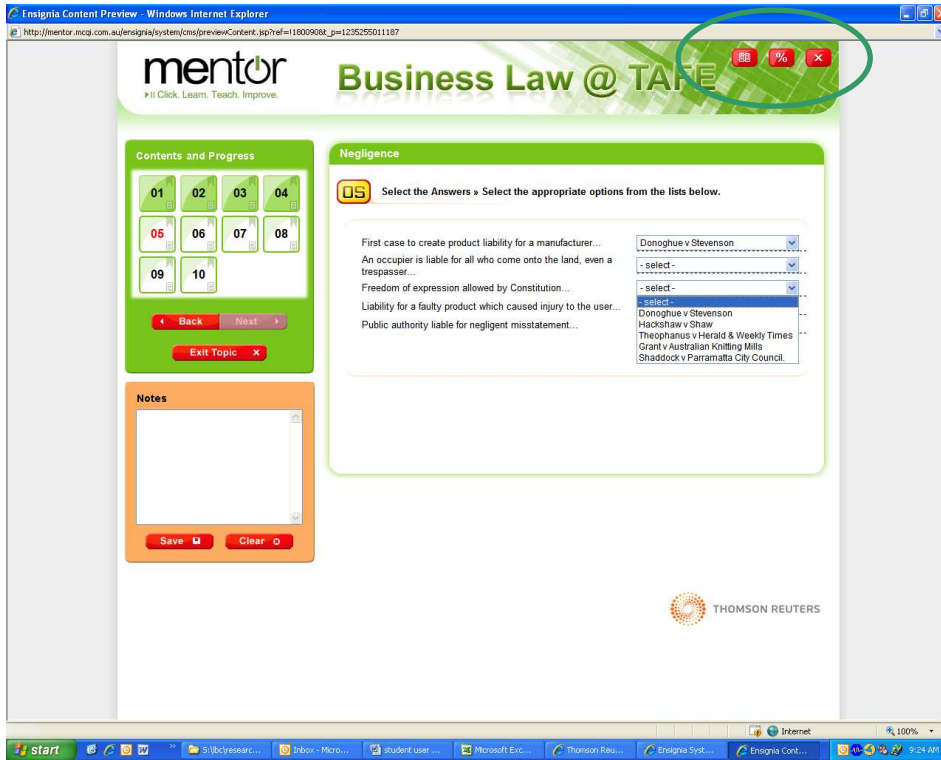 Ensignia Content Preview - Windows Internet Explorer
http://mentor.mcqi.com.au/ensignia/system/cms/previewContent.jsp?ref=!180090&t_p=1235255011187
mentor
Click. Learn. Teach. Improve.
Business Law @ TAFE
%
Contents and Progress
01 02 03 04
05 06 07 08
09 10
Back Next
Exit Topic X
Notes
Save Clear
Negligence
QS Select the Answers » Select the appropriate options from the lists below.
First case to create product liability for a manufacturer... Donoghue v Stevenson
An occupier is liable for all who come onto the land, even a
trespasser... - select -
Freedom of expression allowed by Constitution... - select -
Liability for a faulty product which caused injury to the user...
Public authority liable for negligent misstatement...
- select -
Donoghue v Stevenson
Hackshaw v Shaw
Theophanus v Herald & Weekly Times
Grant v Australian Knitting Mills
Shaddock v Parramatta City Council.
THOMSON REUTERS
Internet 100%
start S:\lbc\researc... Inbox - Micro... student user ... Microsoft Exc... Thomson Reu... Ensignia Syst... Ensignia Cont... 9:24 AM